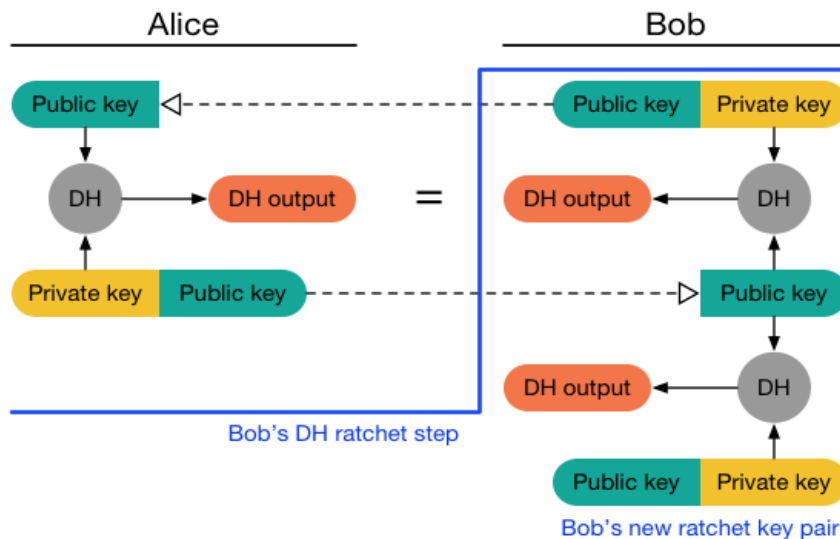 Alice
Bob
Public key
Public key
Private key
DH
DH output
=
DH output
DH
Private key
Public key
Public key
DH output
DH
Bob’s DH ratchet step
Public key
Private key
Bob’s new ratchet key pair